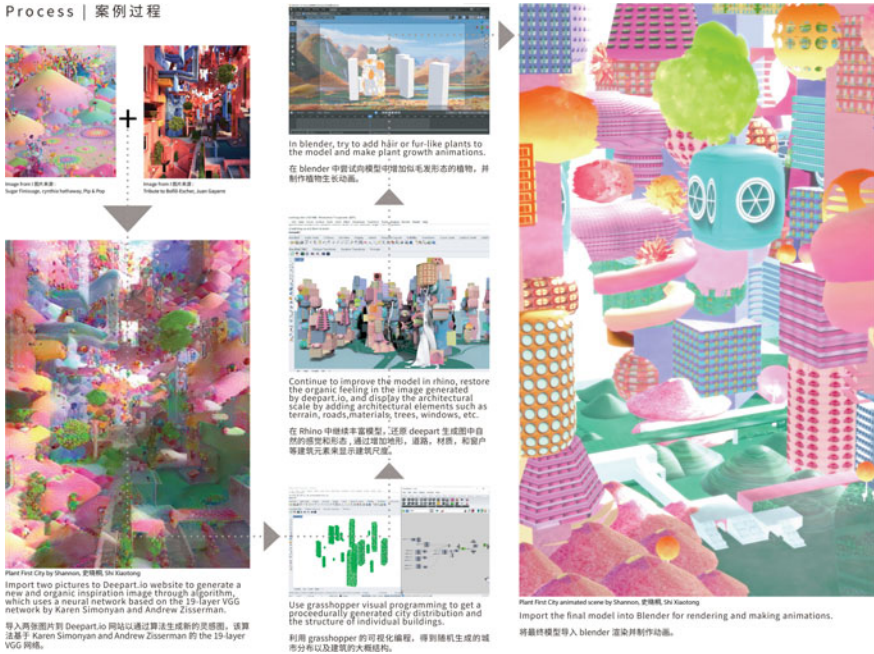 Process | 案例过程
Image from | 图片来源：
Sugar Finnuage, cynthia hathaway, Pip & Pop
Image from | 图片来源：
Tribute to Bofill-Escher, Juan Gayarre
Plant First City by Shannon, 史晓桐, Shi Xiaotong
Import two pictures to Deepart.io website to generate a
new and organic inspiration image through algorithm,
which uses a neural network based on the 19-layer VGG
network by Karen Simonyan and Andrew Zisserman.
导入两张图片到 Deepart.io 网站以通过算法生成新的灵感图。该算
法基于 Karen Simonyan and Andrew Zisserman 的 the 19-layer
VGG 网络。
Use grasshopper visual programming to get a
proceedurally generated city distribution and
the structure of individual buildings.
利用 grasshopper 的可视化编程，得到随机生成的城
市分布以及建筑的大概结构。
Continue to improve the model in rhino, restore
the organic feeling in the image generated
by deepart.io, and display the architectural
scale by adding architectural elements such as
terrain, roads,materials, trees, windows, etc.
在 Rhino 中继续丰富模型，还原 deepart 生成图中自
然的感觉和形态 , 通过增加地形，道路，材质，和窗户
等建筑元素来显示建筑尺度。
In blender, try to add hair or fur-like plants to
the model and make plant growth animations.
在 blender 中尝试向模型中增加似毛发形态的植物，并
制作植物生长动画。
Plant First City animated scene by Shannon, 史晓桐, Shi Xiaotong
Import the final model into Blender for rendering and making animations.
将最终模型导入 blender 渲染并制作动画。